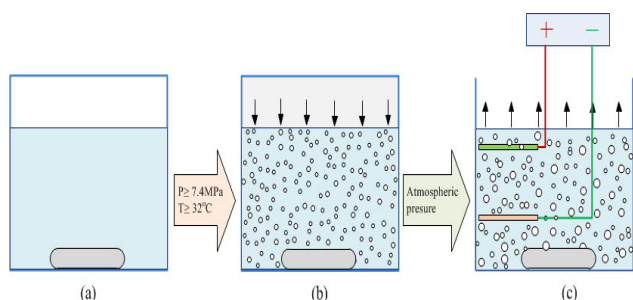 + −
P≥ 7.4MPa
T≥ 32°C
Atmospheric
presure
(a) (b) (c)